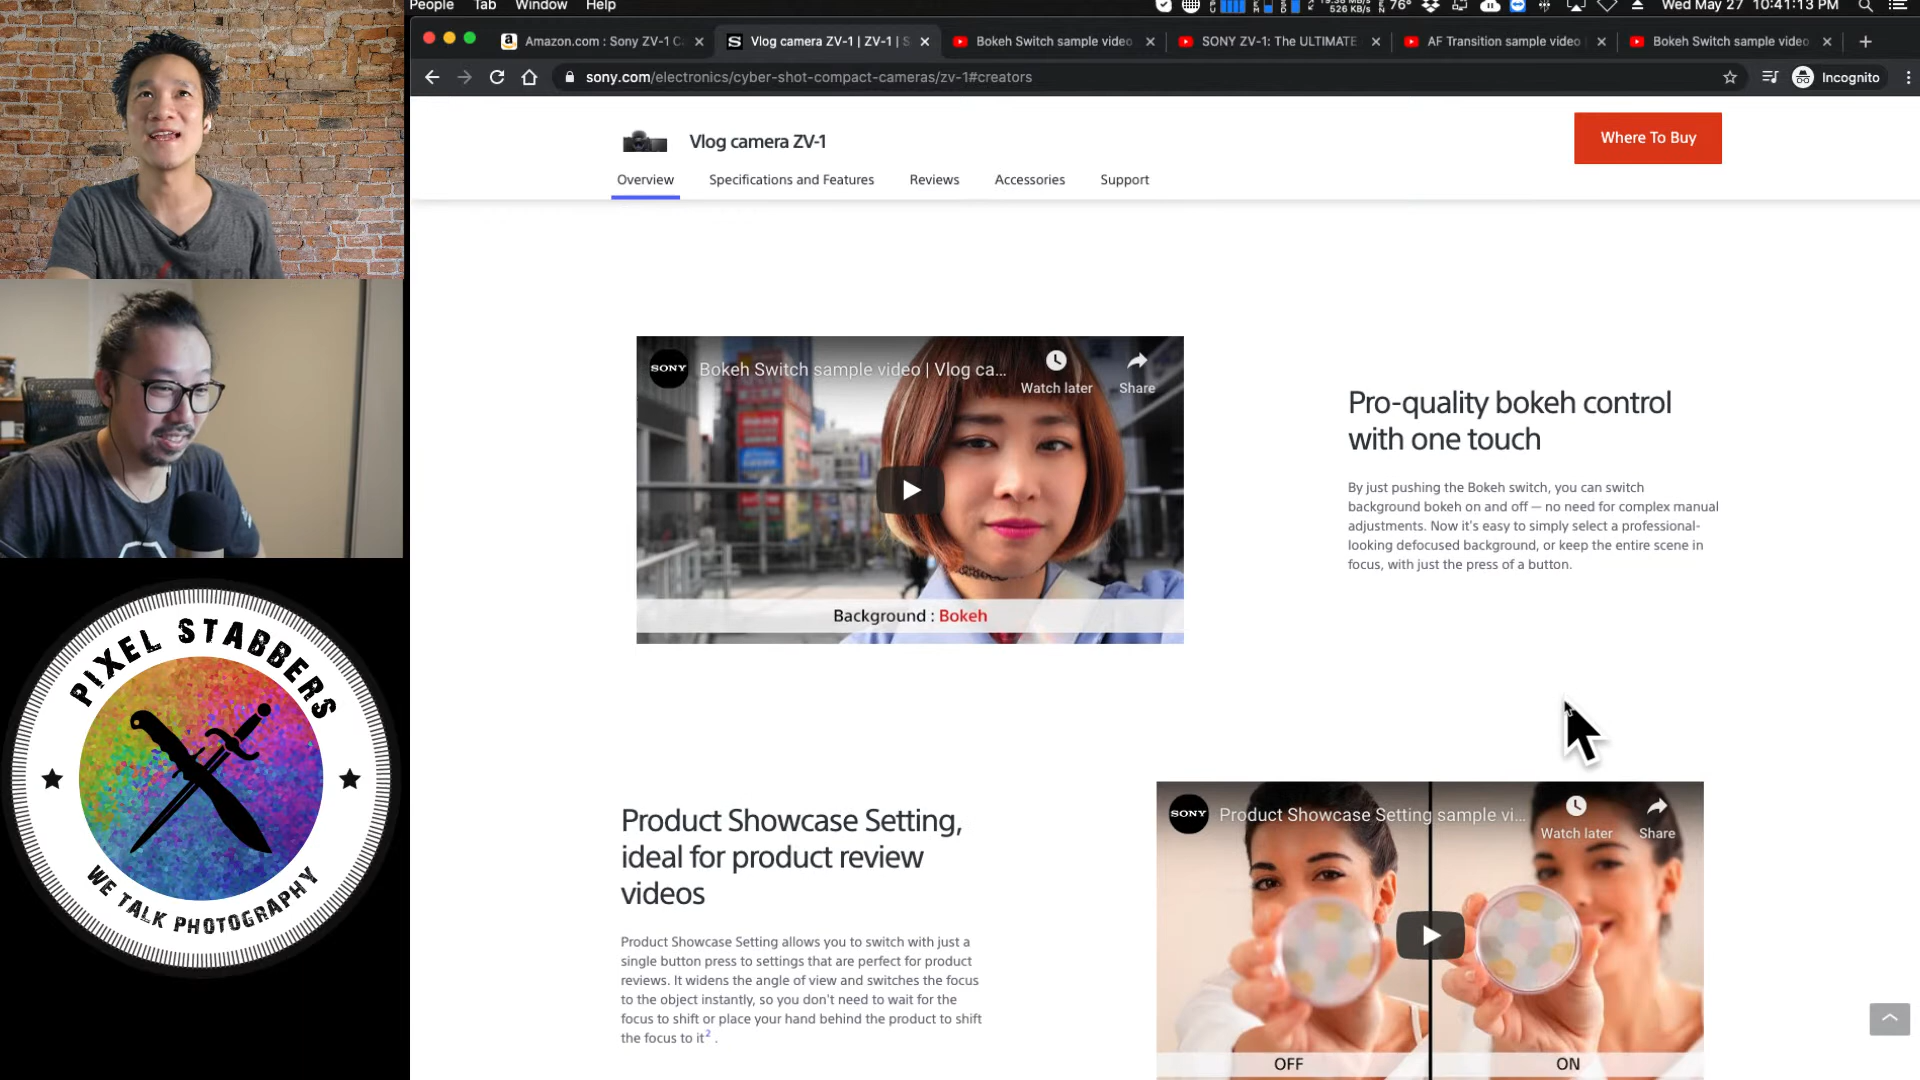 People Tab Window Help
526 KB/s 76° Wed May 27 10:41:13 PM
Amazon.com : Sony ZV-1 C
Vlog camera ZV-1 | ZV-1 | S
Bokeh Switch sample video
SONY ZV-1: The ULTIMATE
AF Transition sample video
Bokeh Switch sample video
sony.com/electronics/cyber-shot-compact-cameras/zv-1#creators
Incognito
Vlog camera ZV-1
Where To Buy
Overview Specifications and Features Reviews Accessories Support
SONY
Bokeh Switch sample video | Vlog ca...
Watch later
Share
Background : Bokeh
Pro-quality bokeh control
with one touch
By just pushing the Bokeh switch, you can switch
background bokeh on and off — no need for complex manual
adjustments. Now it's easy to simply select a professional-
looking defocused background, or keep the entire scene in
focus, with just the press of a button.
PIXEL STABBERS
WE TALK PHOTOGRAPHY
Product Showcase Setting,
ideal for product review
videos
Product Showcase Setting allows you to switch with just a
single button press to settings that are perfect for product
reviews. It widens the angle of view and switches the focus
to the object instantly, so you don't need to wait for the
focus to shift or place your hand behind the product to shift
the focus to it2 .
SONY
Product Showcase Setting sample vi...
Watch later
Share
OFF
ON